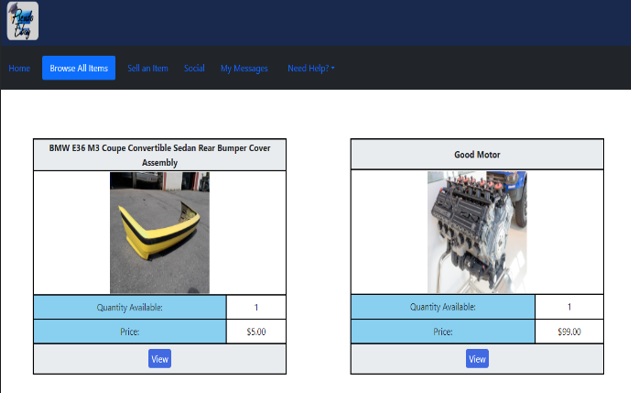 Pseudo
Ebay
Home Browse All Items Sell an Item Social My Messages Need Help?
BMW E36 M3 Coupe Convertible Sedan Rear Bumper Cover
Assembly
Quantity Available: 1
Price: $5.00
View
Good Motor
Quantity Available: 1
Price: $99.00
View